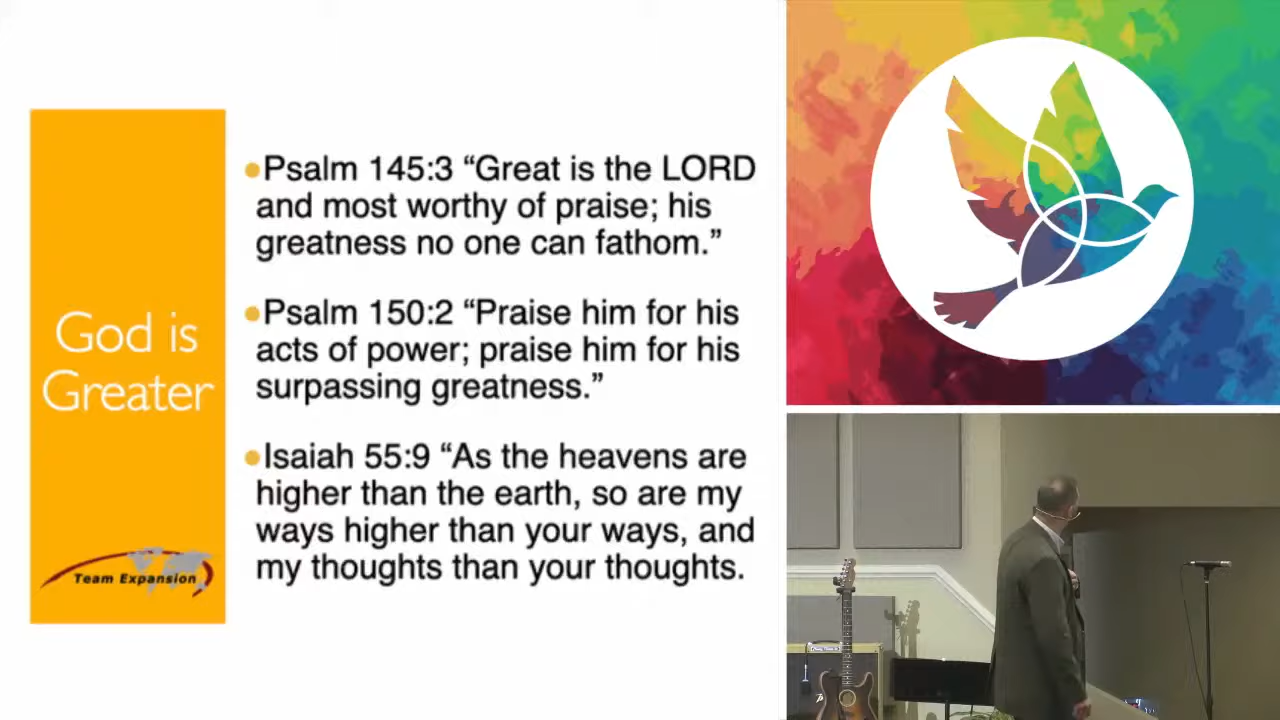 God is
Greater
Team Expansion
●Psalm 145:3 “Great is the LORD
and most worthy of praise; his
greatness no one can fathom.”
●Psalm 150:2 “Praise him for his
acts of power; praise him for his
surpassing greatness.”
●Isaiah 55:9 “As the heavens are
higher than the earth, so are my
ways higher than your ways, and
my thoughts than your thoughts.